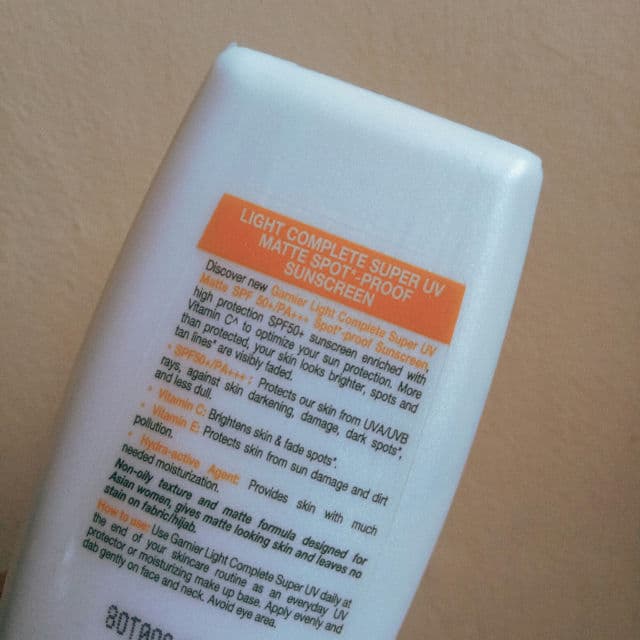 LIGHT COMPLETE SUPER UV
MATTE SPOT*-PROOF
SUNSCREEN
Discover new Garnier Light Complete Super UV
Matte SPF 50+/PA+++ Spot*-proof Sunscreen,
high protection SPF50+ sunscreen enriched with
Vitamin C^ to optimize your sun protection. More
than protected, your skin looks brighter, spots and
tan lines* are visibly faded.
• SPF50+/PA+++: Protects our skin from UVA/UVB
rays, against skin darkening, damage, dark spots*,
and less dull.
• Vitamin C: Brightens skin & fade spots*.
• Vitamin E: Protects skin from sun damage and dirt
pollution.
• Hydra-active Agent: Provides skin with much
needed moisturization.
Non-oily texture and matte formula designed for
Asian women, gives matte looking skin and leaves no
stain on fabric/hijab.
How to use: Use Garnier Light Complete Super UV daily at
the end of your skincare routine as an everyday UV
protector or moisturizing make up base. Apply evenly and
dab gently on face and neck. Avoid eye area.